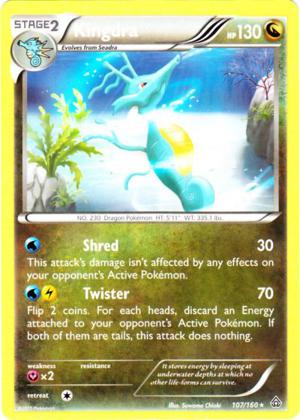 STAGE2
Kingdra
HP130
Evolves from Seadra
NO. 230 Dragon Pokémon HT: 5'11" WT: 335.1 lbs.
Shred 30
This attack's damage isn't affected by any effects on
your opponent's Active Pokémon.
Twister 70
Flip 2 coins. For each heads, discard an Energy
attached to your opponent's Active Pokémon. If
both of them are tails, this attack does nothing.
weakness resistance
×2
retreat
It stores energy by sleeping
at underwater depths at which no
other life-forms can survive.
Illus. Suwama Chiaki
107/160